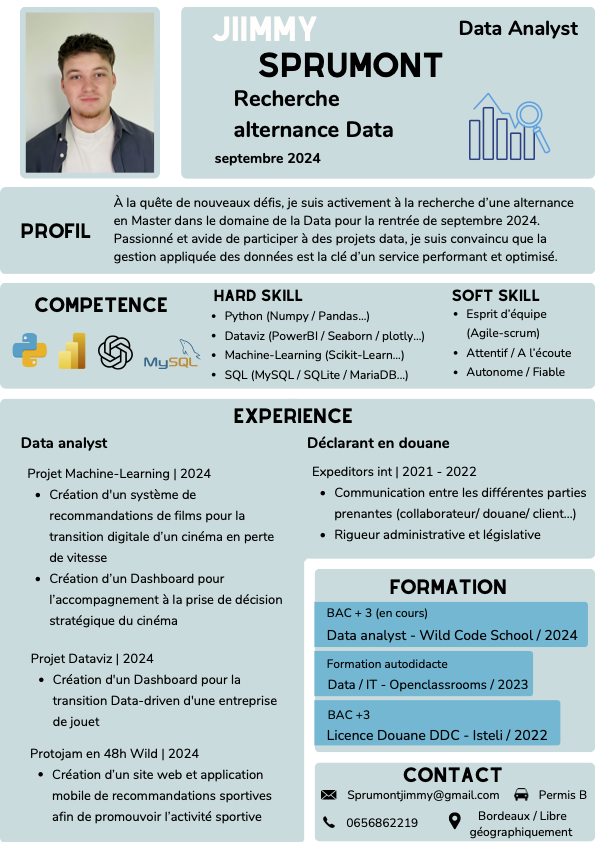 JIIMMY
SPRUMONT
Data Analyst
Recherche
alternance Data
septembre 2024
PROFIL
À la quête de nouveaux défis, je suis activement à la recherche d'une alternance
en Master dans le domaine de la Data pour la rentrée de septembre 2024.
Passionné et avide de participer à des projets data, je suis convaincu que la
gestion appliquée des données est la clé d'un service performant et optimisé.
COMPETENCE
MySQL
HARD SKILL
• Python (Numpy / Pandas...)
• Dataviz (PowerBI / Seaborn / plotly...)
• Machine-Learning (Scikit-Learn...)
• SQL (MySQL / SQLite / MariaDB...)
SOFT SKILL
• Esprit d'équipe
(Agile-scrum)
• Attentif / A l'écoute
• Autonome / Fiable
EXPERIENCE
Data analyst
Projet Machine-Learning | 2024
• Création d'un système de
recommandations de films pour la
transition digitale d'un cinéma en perte
de vitesse
• Création d'un Dashboard pour
l'accompagnement à la prise de décision
stratégique du cinéma
Projet Dataviz | 2024
• Création d'un Dashboard pour la
transition Data-driven d'une entreprise
de jouet
Protojam en 48h Wild | 2024
• Création d'un site web et application
mobile de recommandations sportives
afin de promouvoir l'activité sportive
Déclarant en douane
Expeditors int | 2021 - 2022
• Communication entre les différentes parties
prenantes (collaborateur/ douane/ client...)
• Rigueur administrative et législative
FORMATION
BAC + 3 (en cours)
Data analyst - Wild Code School / 2024
Formation autodidacte
Data / IT - Openclassrooms / 2023
BAC +3
Licence Douane DDC - Isteli / 2022
CONTACT
Sprumontjimmy@gmail.com
Permis B
0656862219
Bordeaux / Libre
géographiquement